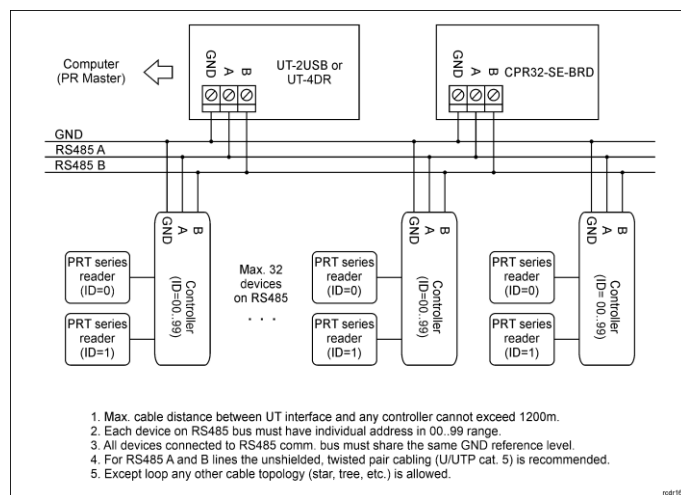 Computer
(PR Master)
GND
A
B
UT-2USB or
UT-4DR
GND
A
B
CPR32-SE-BRD
GND
RS485 A
RS485 B
GND
A
B
Controller
(ID=00..99)
PRT series
reader
(ID=0)
PRT series
reader
(ID=1)
Max. 32
devices
on RS485
. . .
GND
A
B
Controller
(ID=00..99)
PRT series
reader
(ID=0)
PRT series
reader
(ID=1)
GND
A
B
Controller
(ID= 00..99)
PRT series
reader
(ID=0)
PRT series
reader
(ID=1)
1. Max. cable distance between UT interface and any controller cannot exceed 1200m.
2. Each device on RS485 bus must have individual address in 00..99 range.
3. All devices connected to RS485 comm. bus must share the same GND reference level.
4. For RS485 A and B lines the unshielded, twisted pair cabling (U/UTP cat. 5) is recommended.
5. Except loop any other cable topology (star, tree, etc.) is allowed.